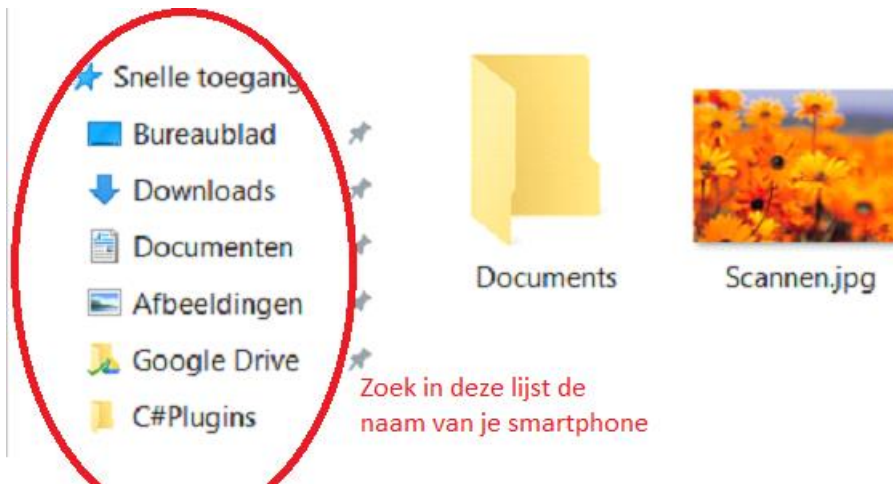 Snelle toegang
Bureaublad
Downloads
Documenten
Afbeeldingen
Google Drive
C#Plugins
Documents
Scannen.jpg
Zoek in deze lijst de
naam van je smartphone